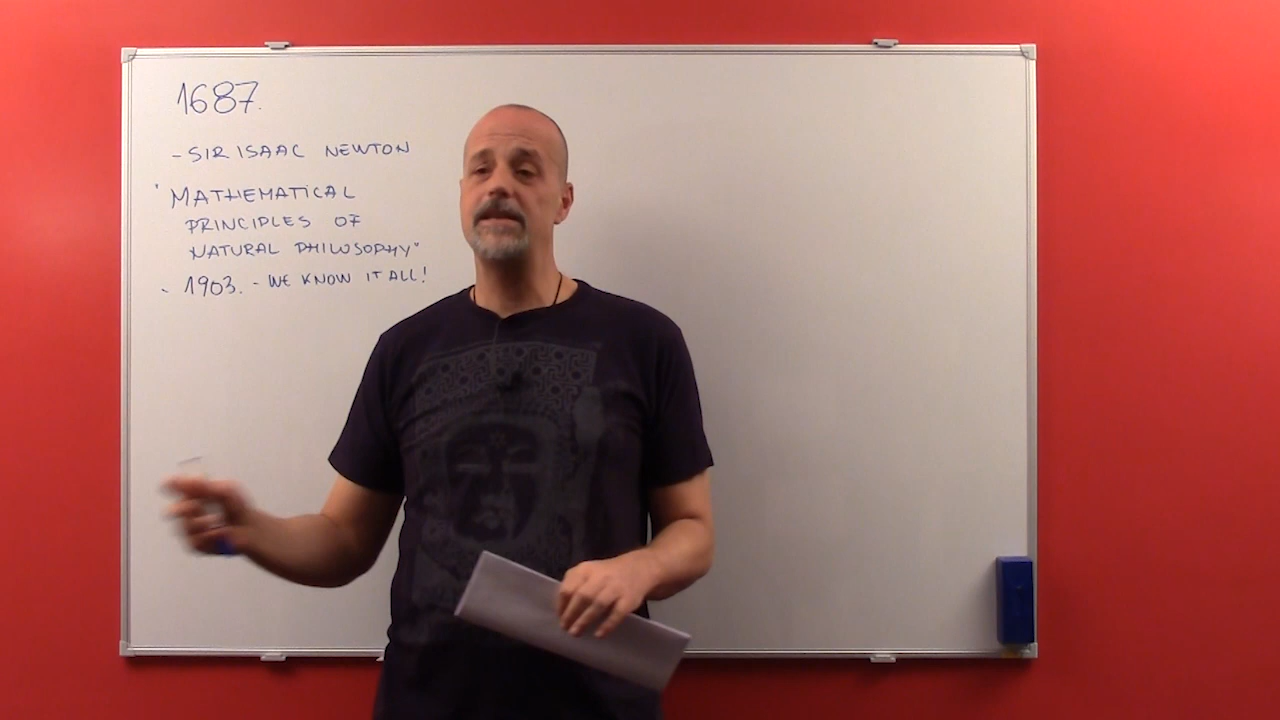 1687.
- SIR ISAAC NEWTON
"MATHEMATICAL
PRINCIPLES OF
NATURAL PHILOSOPHY"
- 1903. - WE KNOW IT ALL!